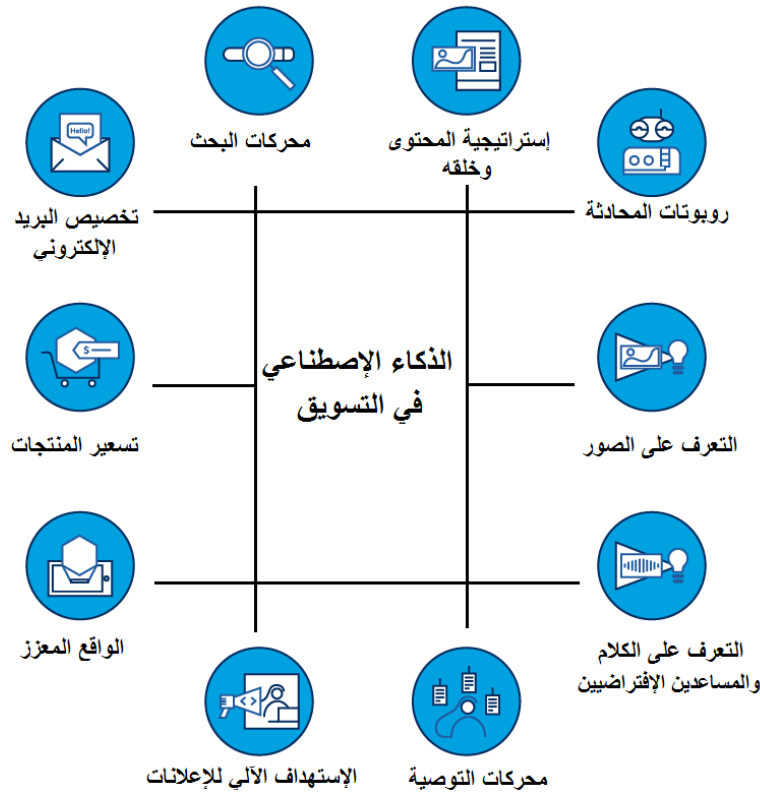 محركات البحث
إستراتيجية المحتوى
وخلقه
Hello!
تخصيص البريد
الإلكتروني
روبوتات المحادثة
$
الذكاء الإصطناعي
في التسويق
تسعير المنتجات
التعرف على الصور
الواقع المعزز
التعرف على الكلام
والمساعدين الإفتراضيين
الإستهداف الآلي للإعلانات
محركات التوصية